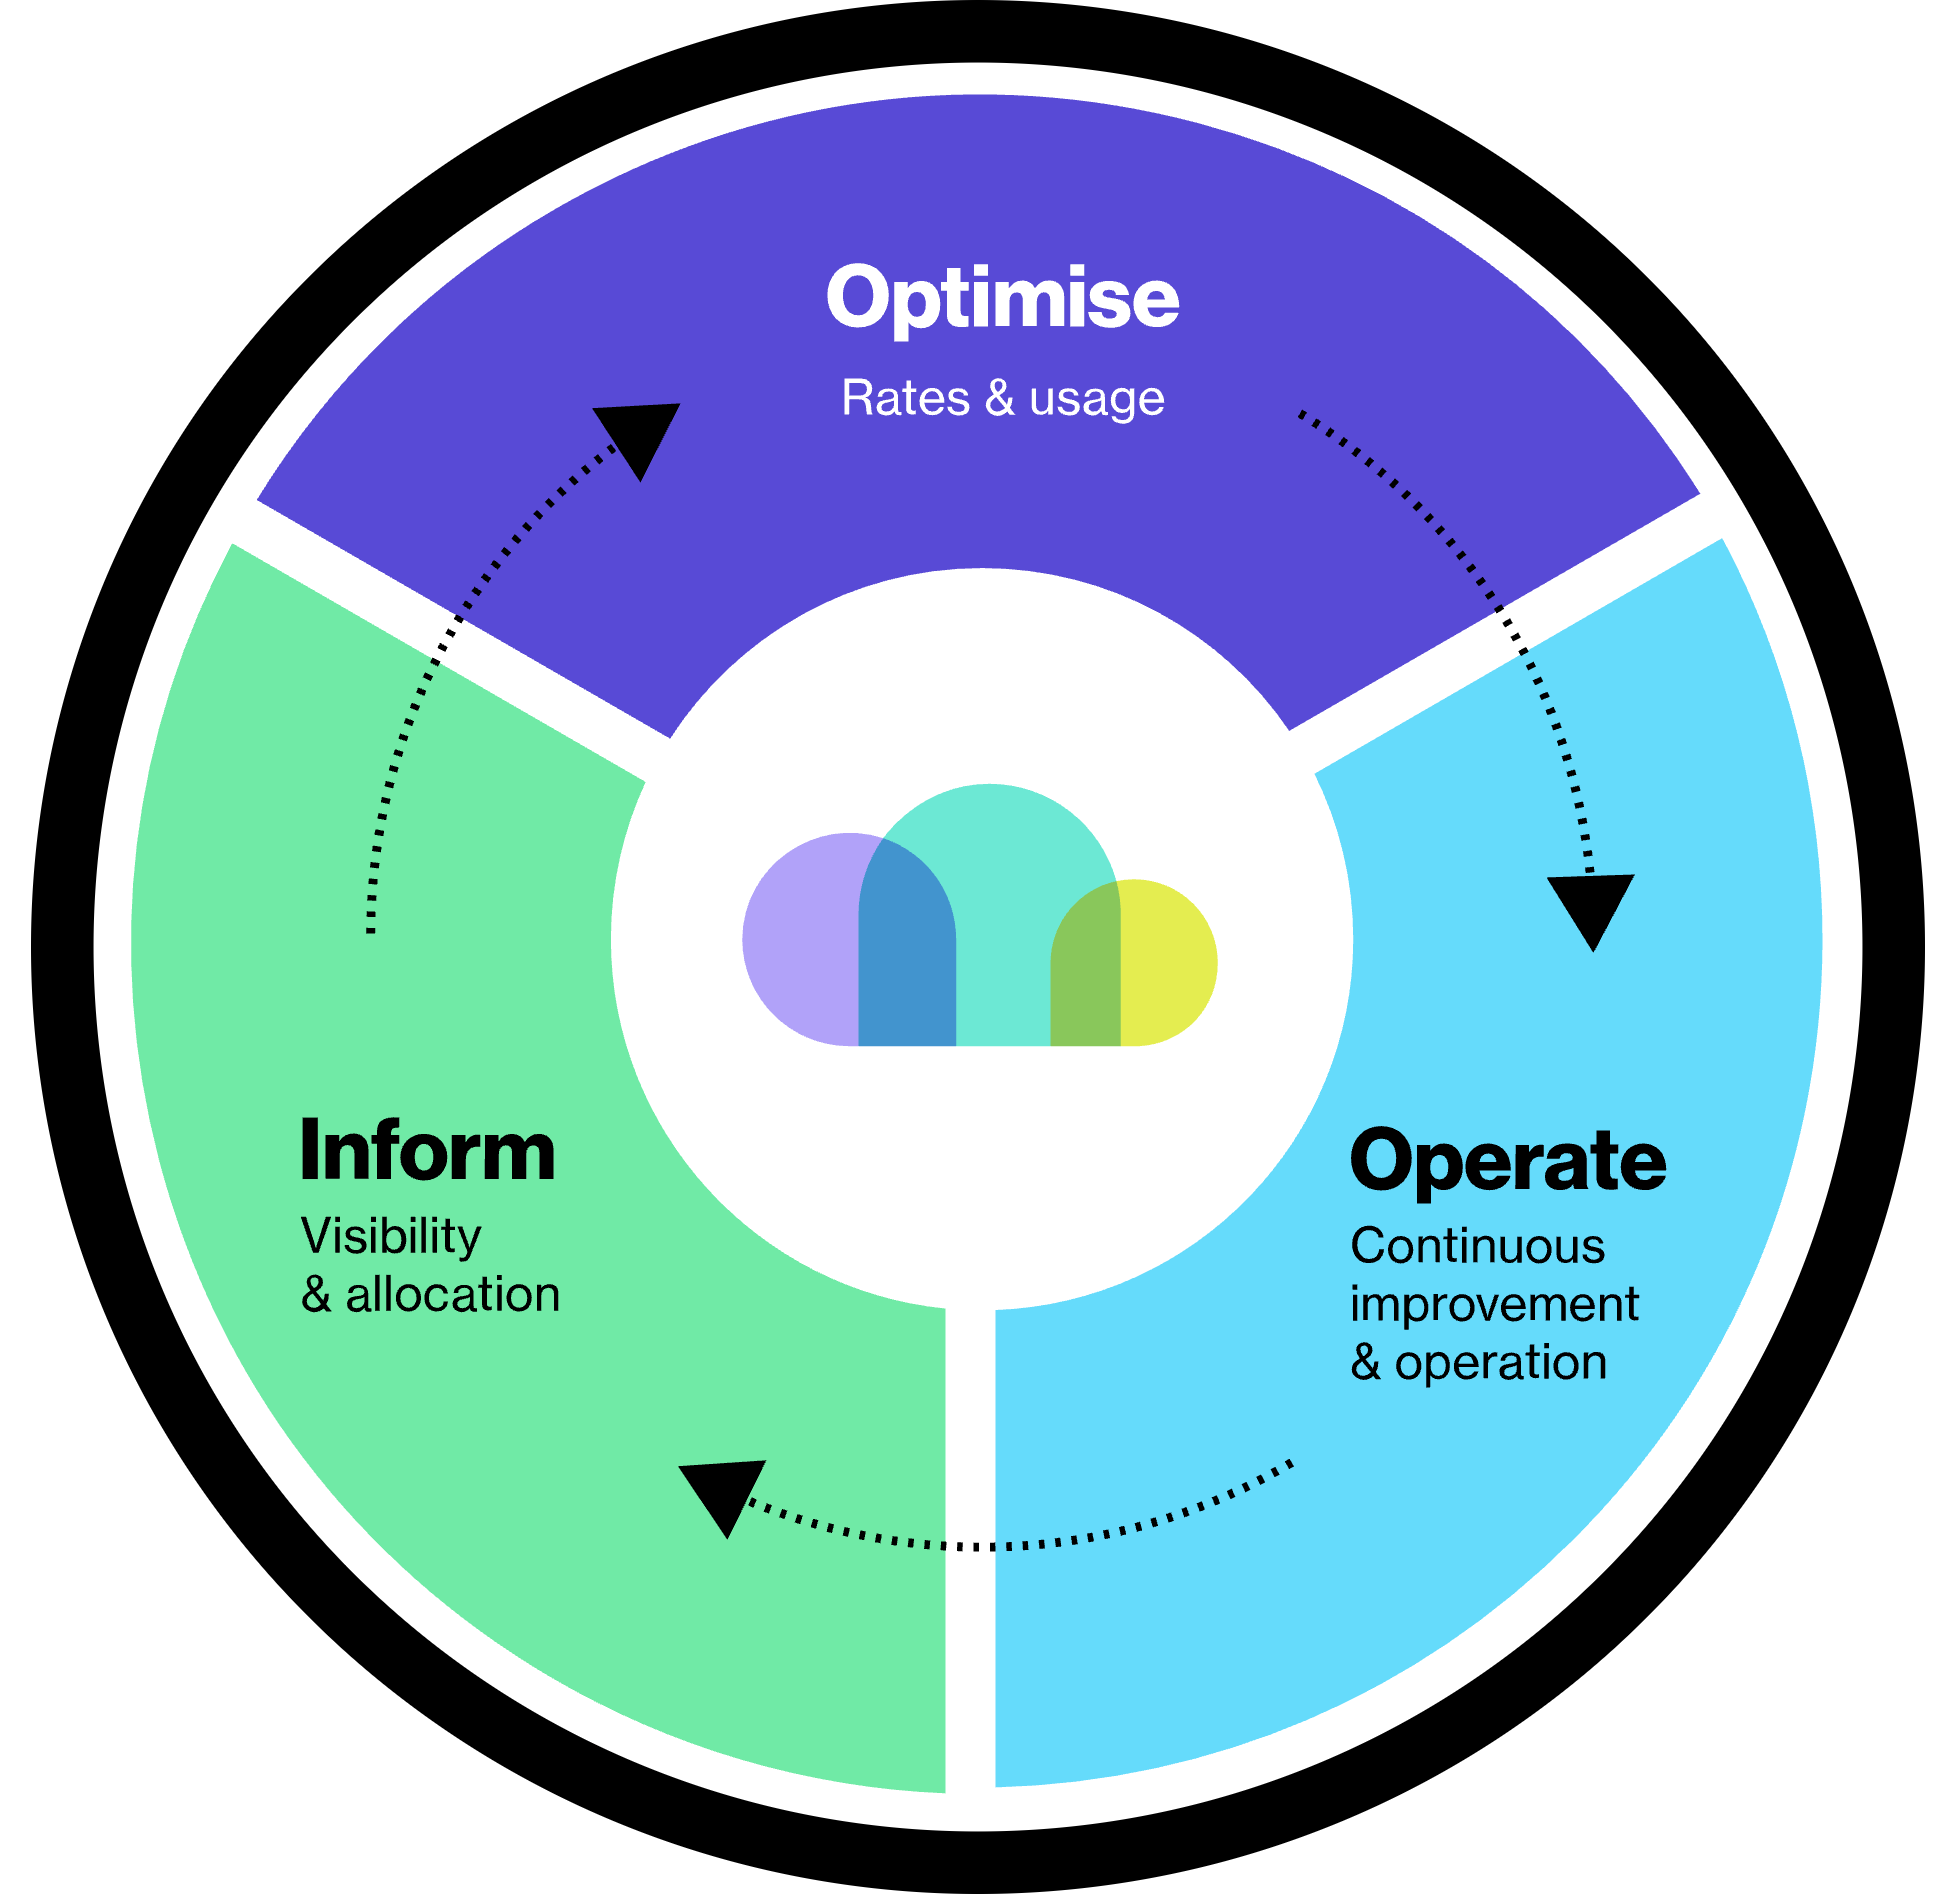 Optimise
Rates & usage
Inform
Visibility
& allocation
Operate
Continuous
improvement
& operation